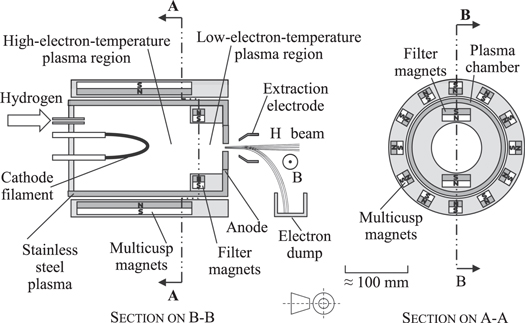 A
B
High-electron-temperature
plasma region
Low-electron-temperature
plasma region
Filter
magnets
Plasma
chamber
Hydrogen
Extraction
electrode
H beam
B
Cathode
filament
Stainless
steel
plasma
Multicusp
magnets
Filter
magnets
Anode
Electron
dump
Multicusp
magnets
≈ 100 mm
A
B
SECTION ON B-B
SECTION ON A-A